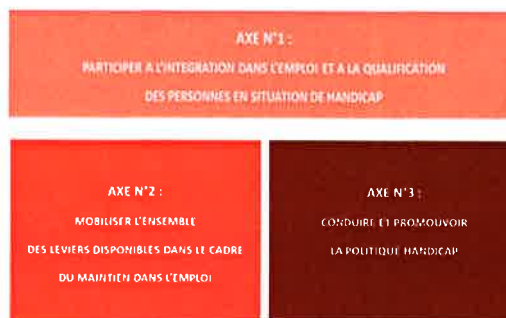 AXE N°1 :
PARTICIPER A L'INTEGRATION DANS L'EMPLOI ET A LA QUALIFICATION
DES PERSONNES EN SITUATION DE HANDICAP
AXE N°2 :
MOBILISER L'ENSEMBLE
DES LEVIERS DISPONIBLES DANS LE CADRE
DU MAINTIEN DANS L'EMPLOI
AXE N°3 :
CONDUIRE ET PROMOUVOIR
LA POLITIQUE HANDICAP